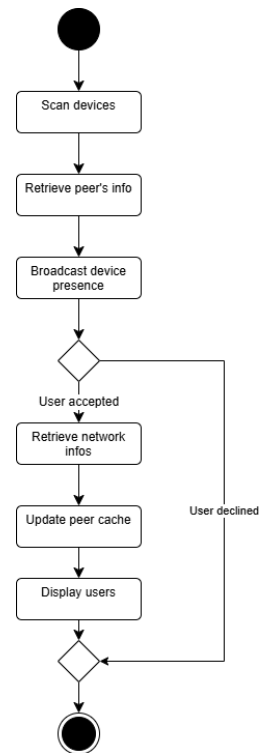 Scan devices
Retrieve peer's info
Broadcast device
presence
User accepted
Retrieve network
infos
Update peer cache
User declined
Display users